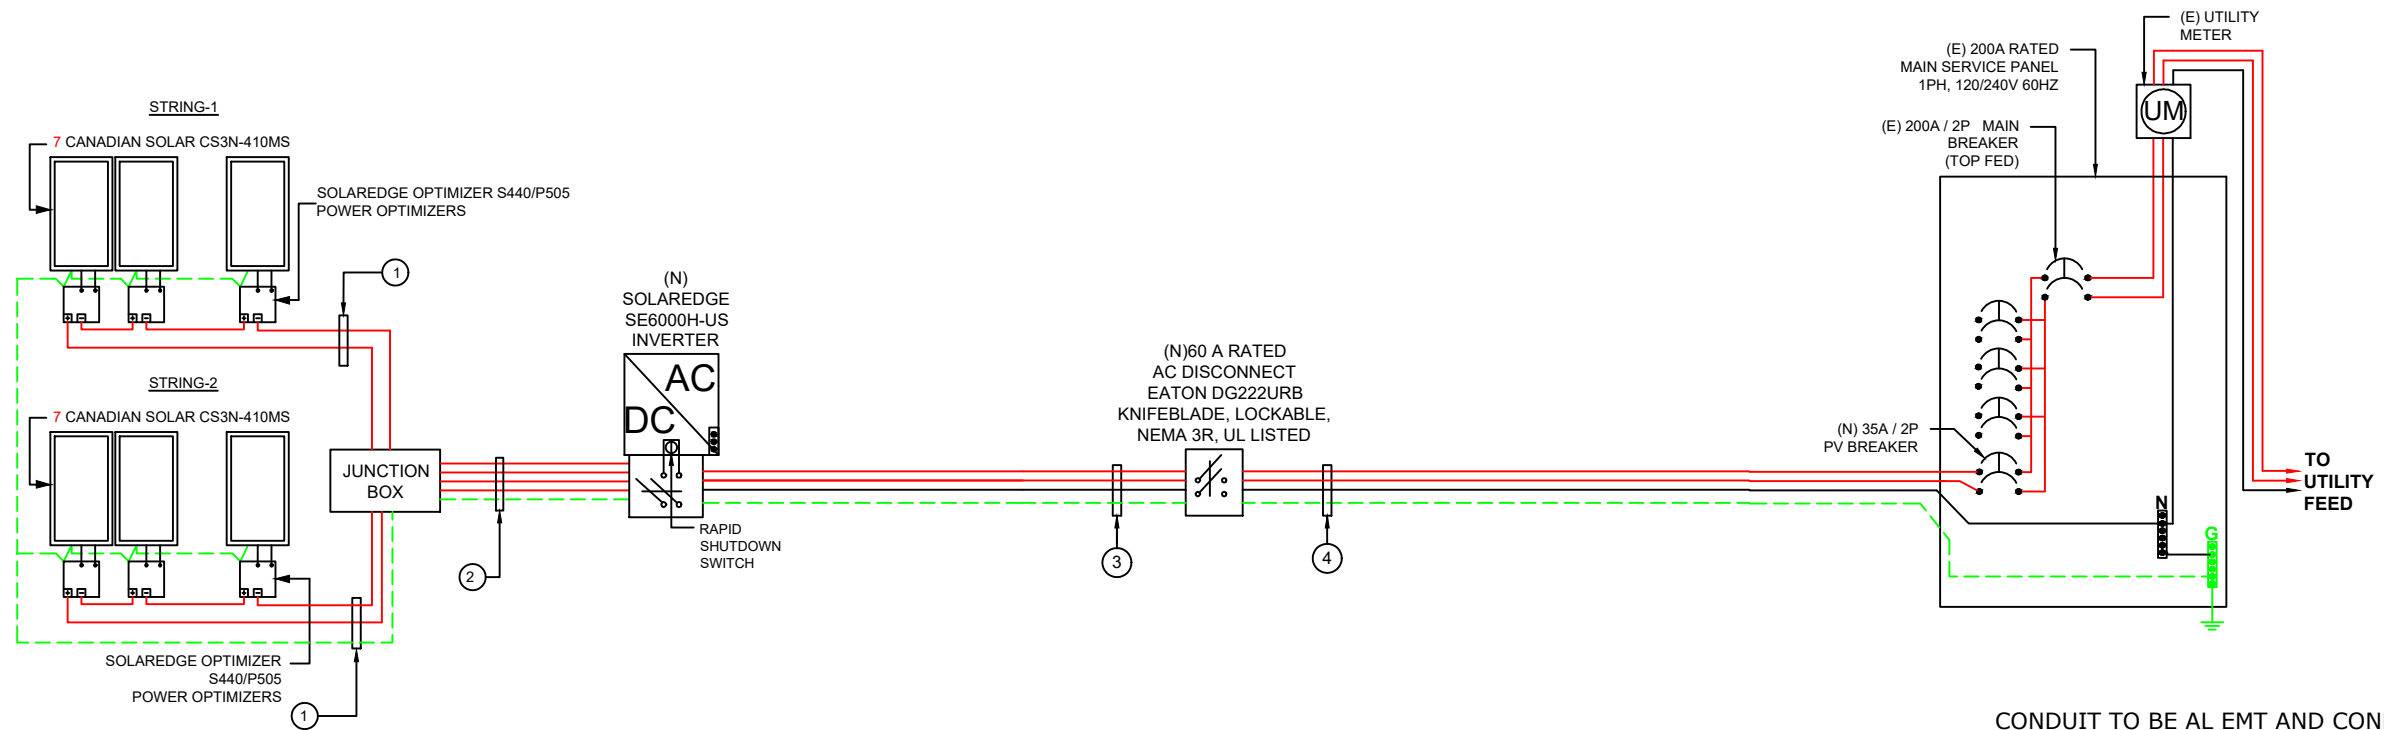 STRING-1
7 CANADIAN SOLAR CS3N-410MS
SOLAREDGE OPTIMIZER S440/P505
POWER OPTIMIZERS
1
STRING-2
7 CANADIAN SOLAR CS3N-410MS
SOLAREDGE OPTIMIZER
S440/P505
POWER OPTIMIZERS
1
JUNCTION
BOX
2
(N)
SOLAREDGE
SE6000H-US
INVERTER
AC
DC
RAPID
SHUTDOWN
SWITCH
3
(N)60 A RATED
AC DISCONNECT
EATON DG222URB
KNIFEBLADE, LOCKABLE,
NEMA 3R, UL LISTED
4
(E) UTILITY
METER
(E) 200A RATED
MAIN SERVICE PANEL
1PH, 120/240V 60HZ
UM
(E) 200A / 2P MAIN
BREAKER
(TOP FED)
(N) 35A / 2P
PV BREAKER
N
G
TO
UTILITY
FEED
CONDUIT TO BE AL EMT AND